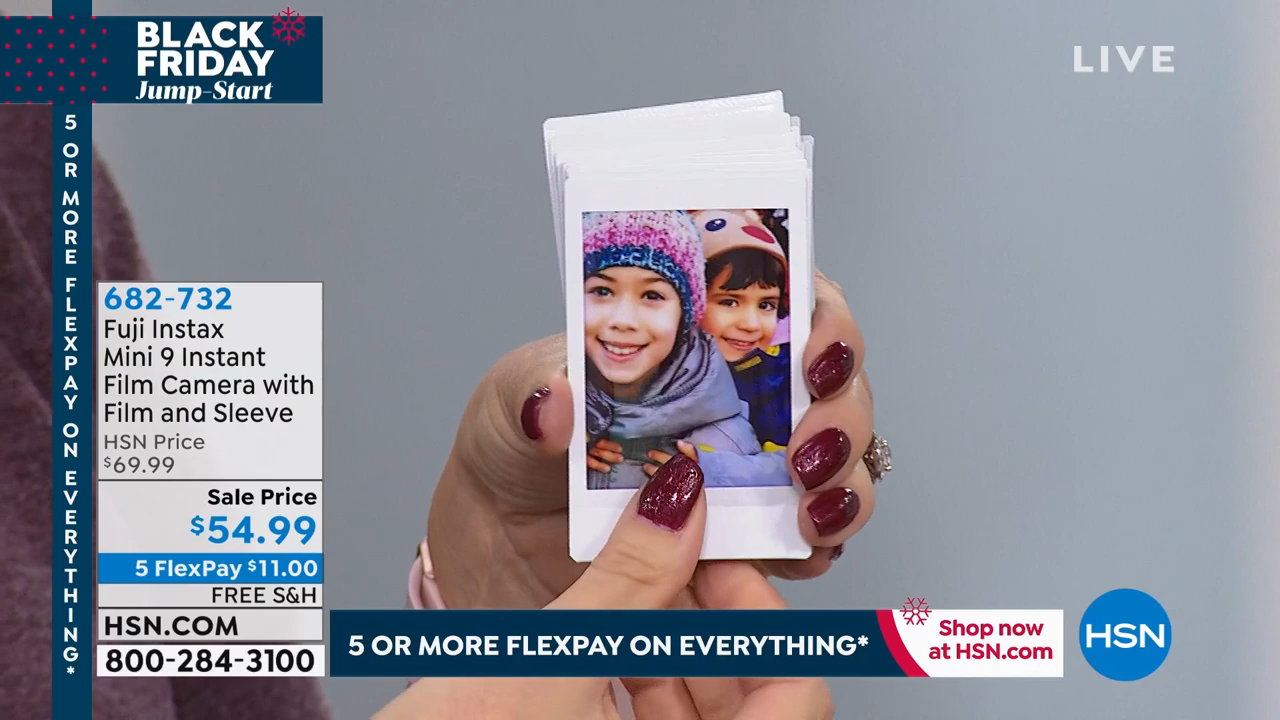 BLACK
FRIDAY
Jump-Start
LIVE
5 OR MORE FLEXPAY ON EVERYTHING*
682-732
Fuji Instax
Mini 9 Instant
Film Camera with
Film and Sleeve
HSN Price
$69.99
Sale Price
$54.99
5 FlexPay $11.00
FREE S&H
HSN.COM
800-284-3100
5 OR MORE FLEXPAY ON EVERYTHING*
Shop now
at HSN.com
HSN